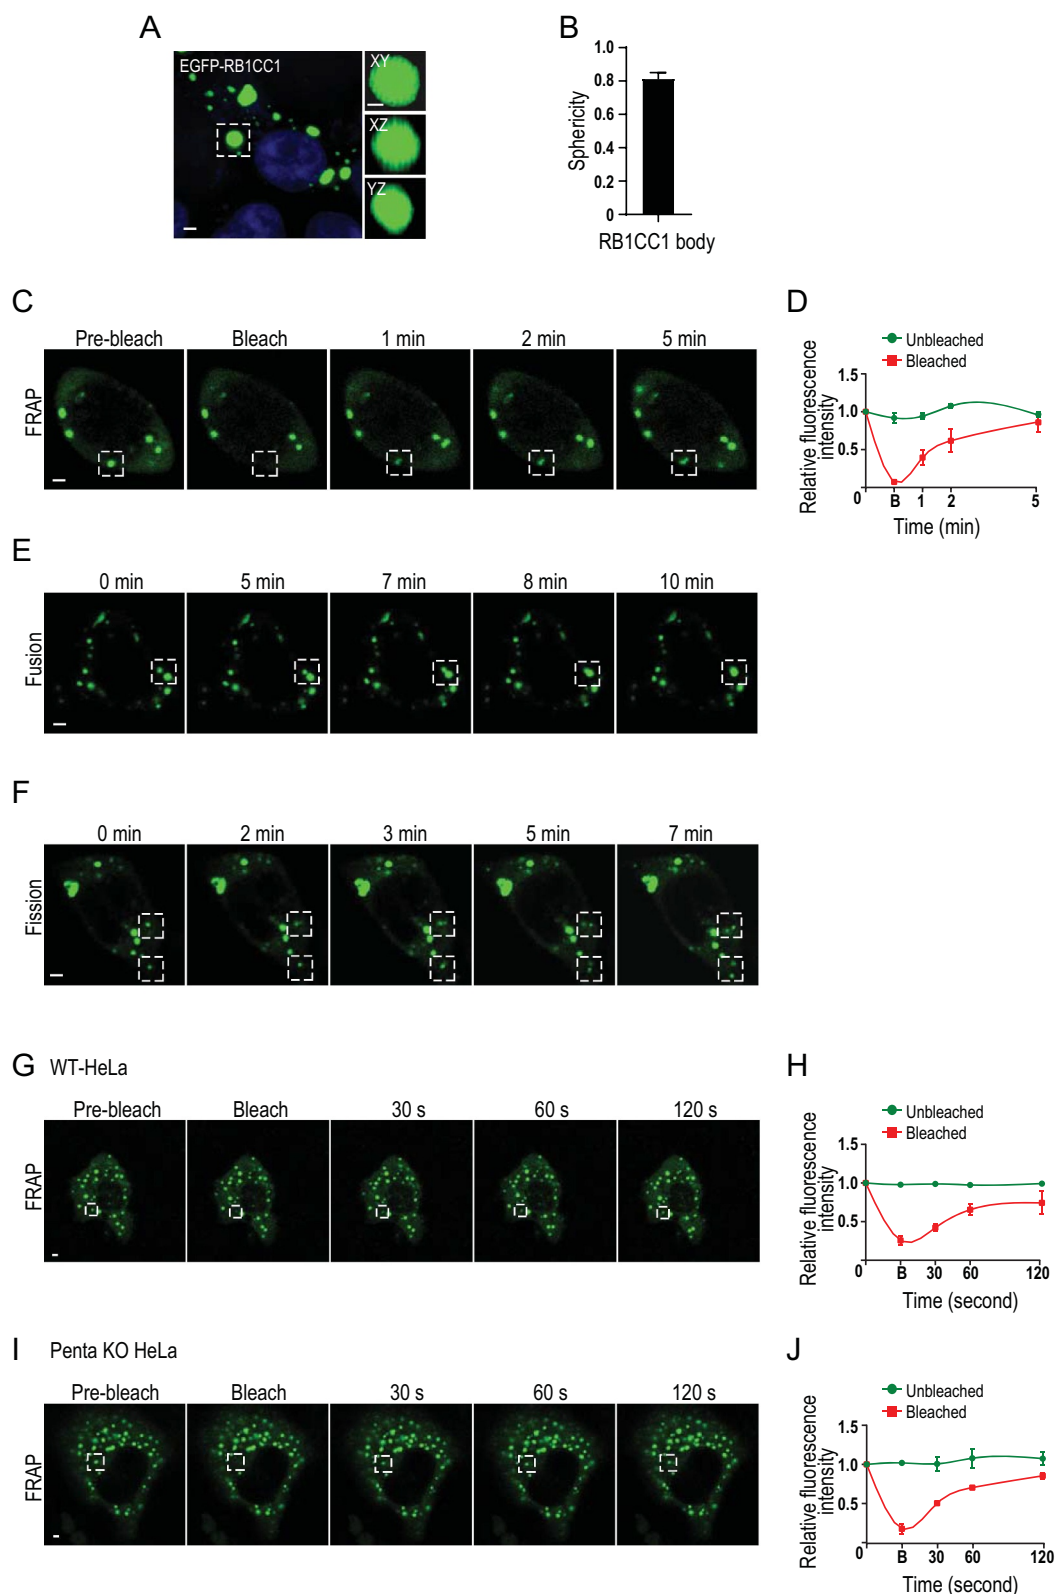 A
EGFP-RB1CC1
XY
XZ
YZ
B
1.0
0.8
0.6
0.4
0.2
0
Sphericity
RB1CC1 body
C
Pre-bleach Bleach 1 min 2 min 5 min
FRAP
D
Unbleached
Bleached
1.5
1.0
0.5
0 B 1 2 5
Relative fluorescence
intensity
Time (min)
E
0 min 5 min 7 min 8 min 10 min
Fusion
F
0 min 2 min 3 min 5 min 7 min
Fission
G WT-HeLa
Pre-bleach Bleach 30 s 60 s 120 s
FRAP
H
Unbleached
Bleached
1.5
1.0
0.5
0 B 30 60 120
Relative fluorescence
intensity
Time (second)
I Penta KO HeLa
Pre-bleach Bleach 30 s 60 s 120 s
FRAP
J
Unbleached
Bleached
1.5
1.0
0.5
0 B 30 60 120
Relative fluorescence
intensity
Time (second)